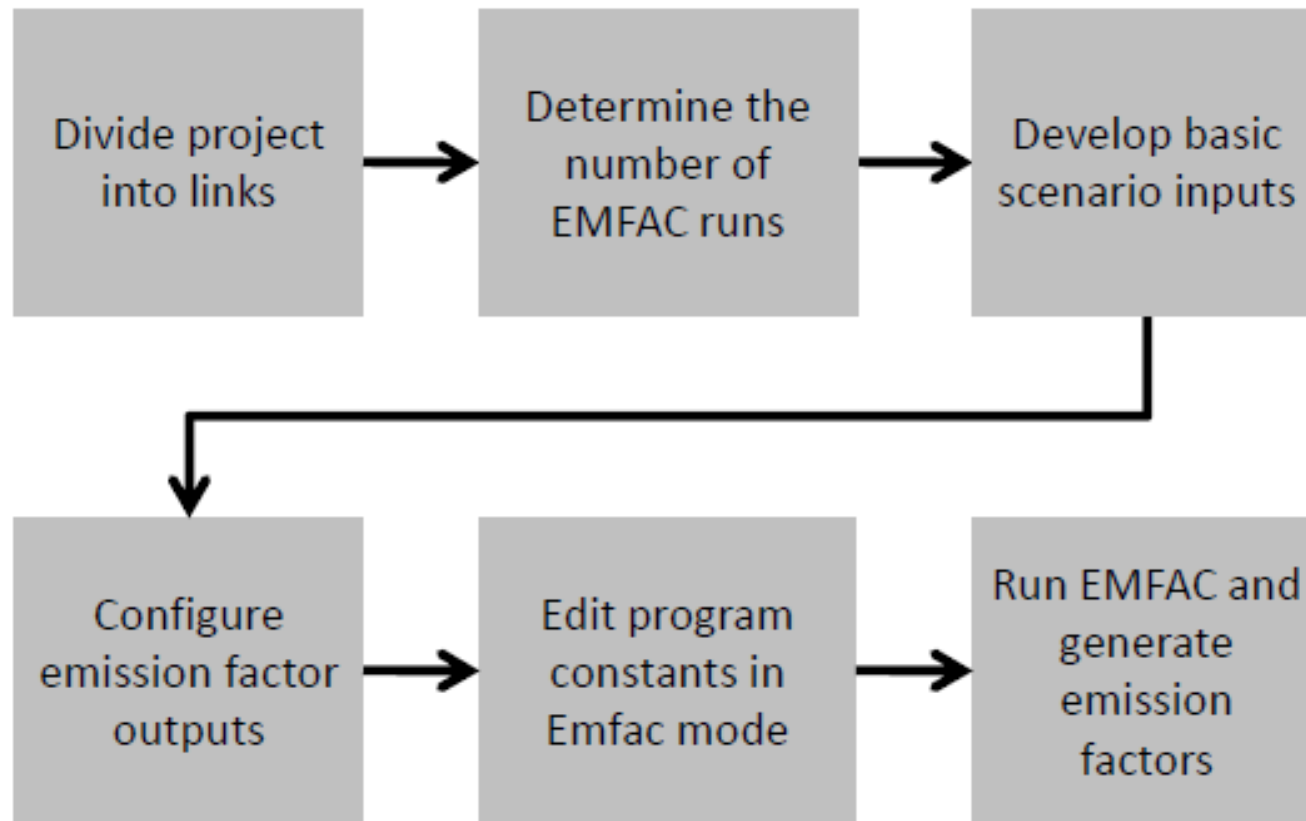 Divide project
into links
Determine the
number of
EMFAC runs
Develop basic
scenario inputs
Configure
emission factor
outputs
Edit program
constants in
Emfac mode
Run EMFAC and
generate
emission
factors